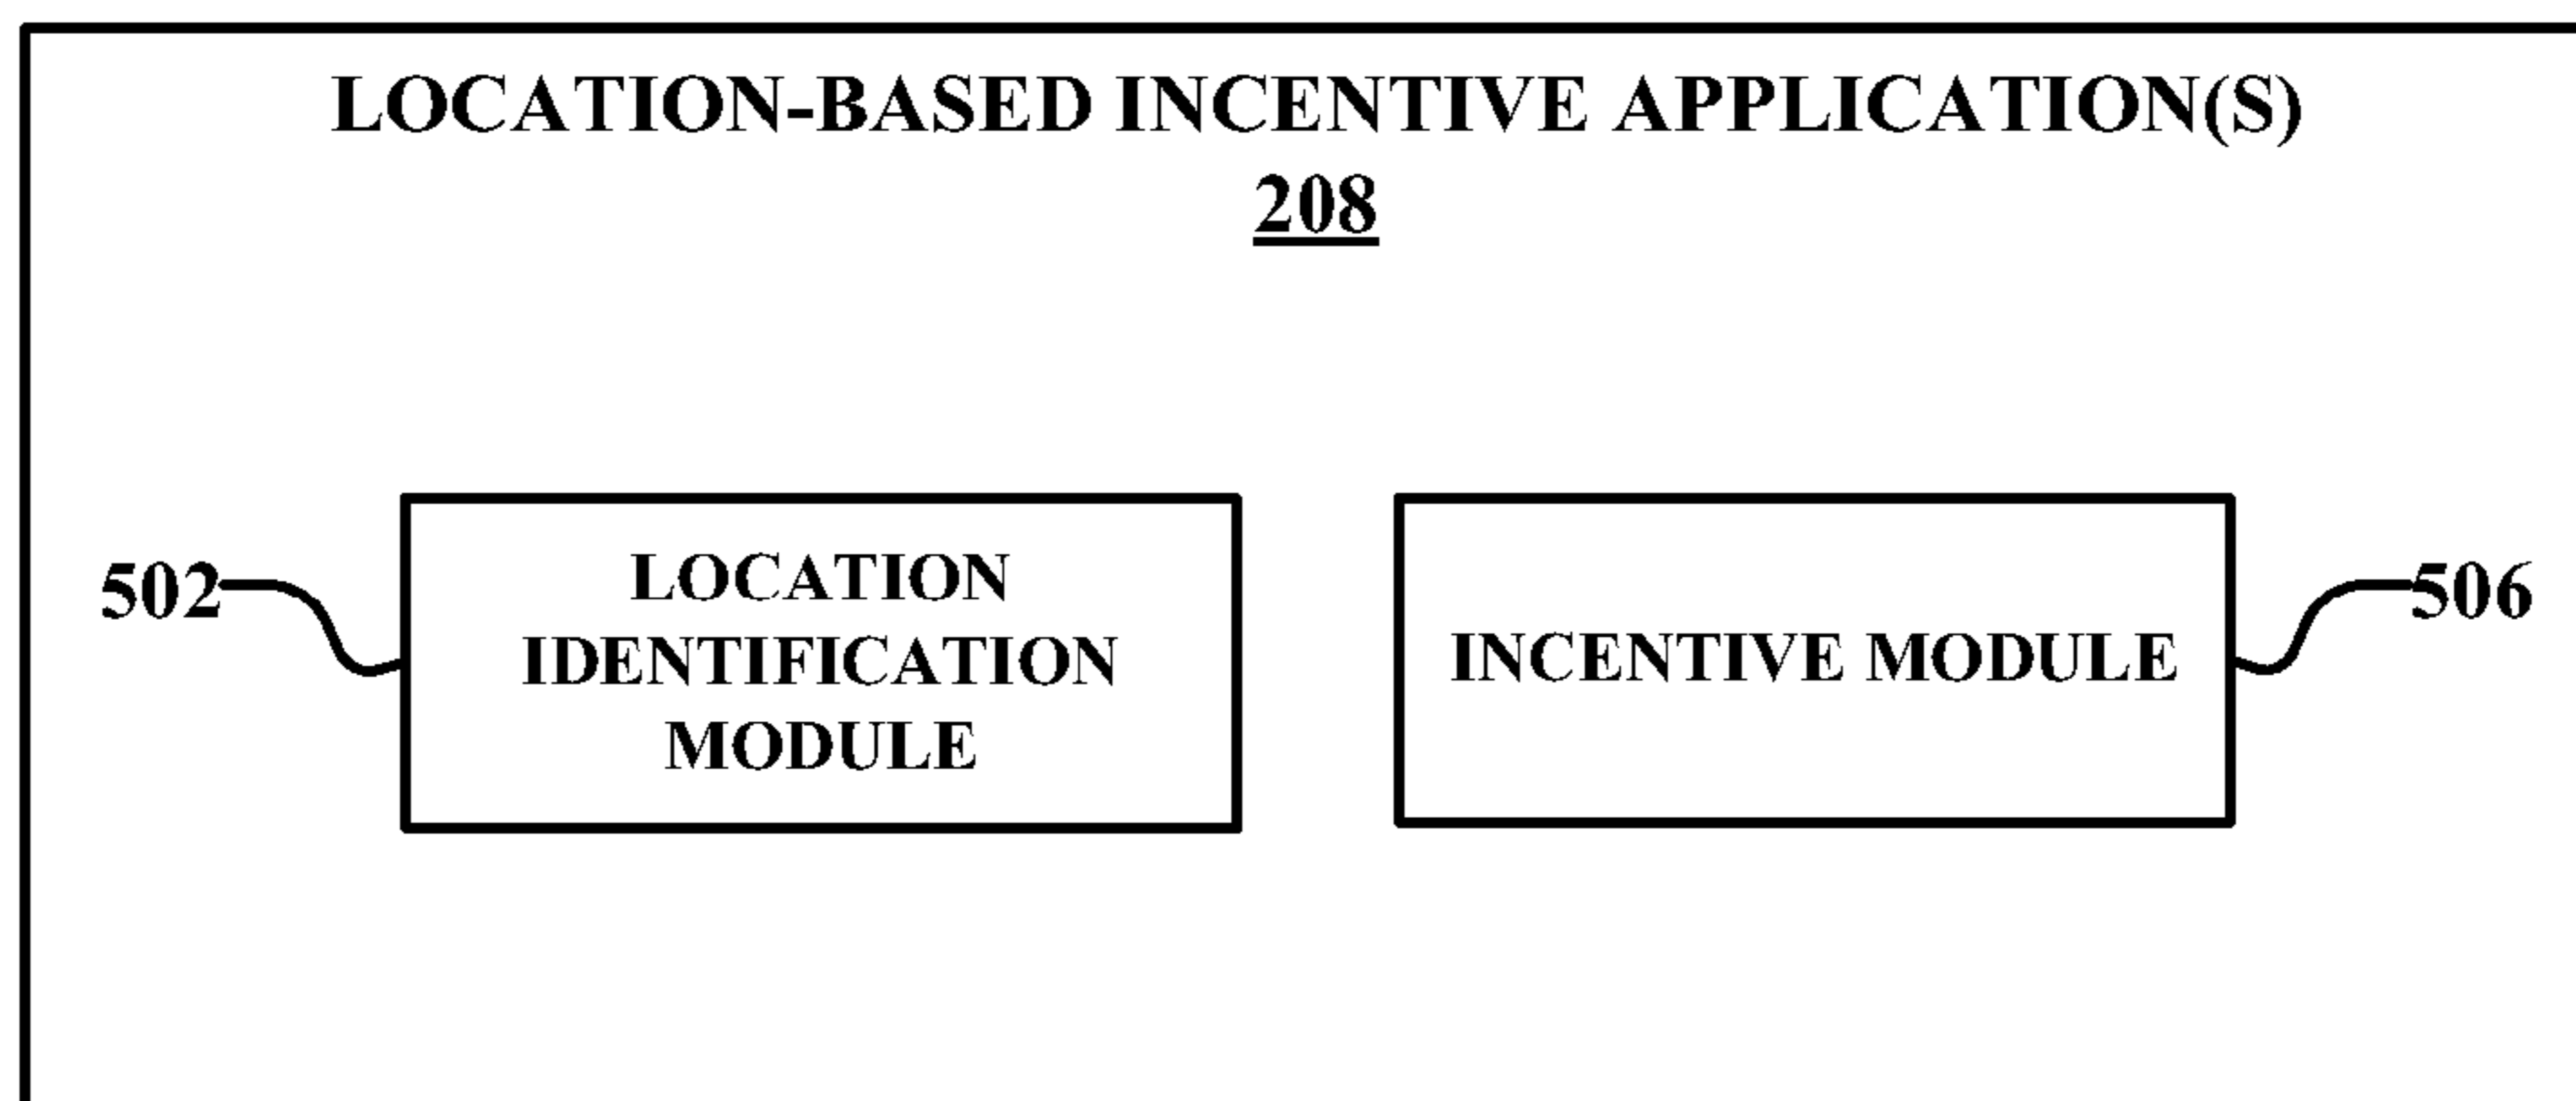 LOCATION-BASED INCENTIVE APPLICATION(S)
208
502
LOCATION
IDENTIFICATION
MODULE
INCENTIVE MODULE
506